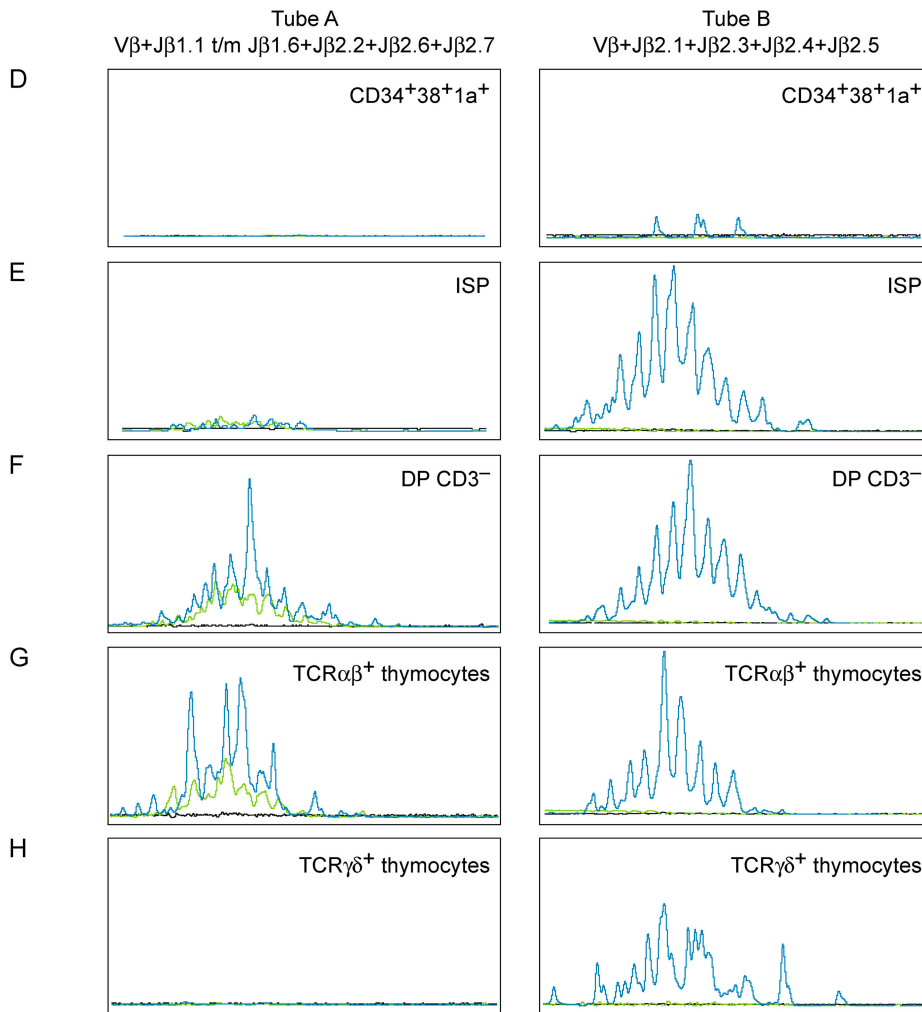 Tube A
Vβ+Jβ1.1 t/m Jβ1.6+Jβ2.2+Jβ2.6+Jβ2.7
Tube B
Vβ+Jβ2.1+Jβ2.3+Jβ2.4+Jβ2.5
D
CD34⁺38⁺1a⁺
CD34⁺38⁺1a⁺
E
ISP
ISP
F
DP CD3⁻
DP CD3⁻
G
TCRαβ⁺ thymocytes
TCRαβ⁺ thymocytes
H
TCRγδ⁺ thymocytes
TCRγδ⁺ thymocytes